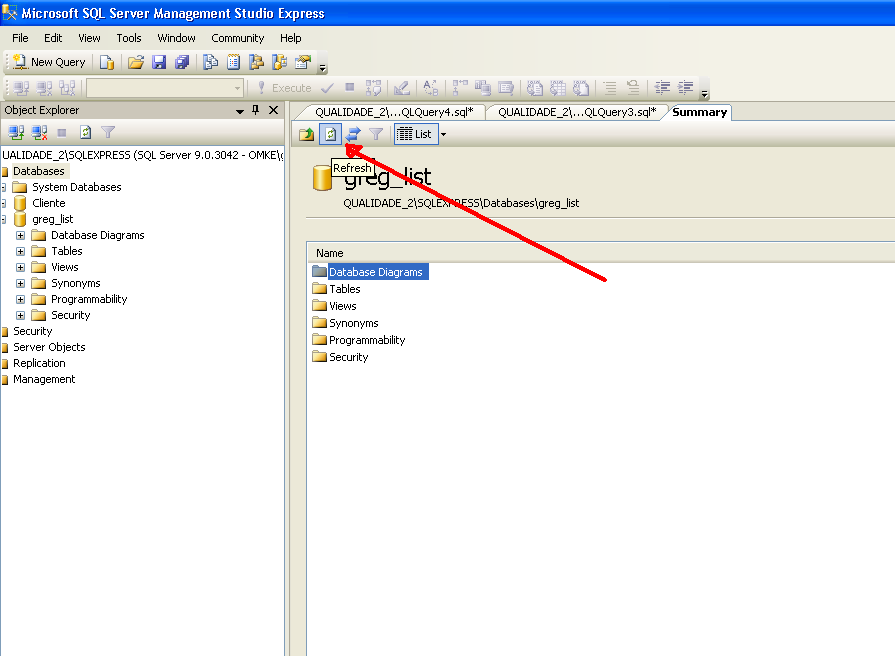 Microsoft SQL Server Management Studio Express
File Edit View Tools Window Community Help
New Query
Execute
Object Explorer
QUALIDADE_2\...QLQuery4.sql* QUALIDADE_2\...QLQuery3.sql* Summary
List
Refresh
greg_list
QUALIDADE_2\SQLEXPRESS\Databases\greg_list
UALIDADE_2\SQLEXPRESS (SQL Server 9.0.3042 - OMKE\
Databases
System Databases
Cliente
greg_list
Database Diagrams
Tables
Views
Synonyms
Programmability
Security
Security
Server Objects
Replication
Management
Name
Database Diagrams
Tables
Views
Synonyms
Programmability
Security